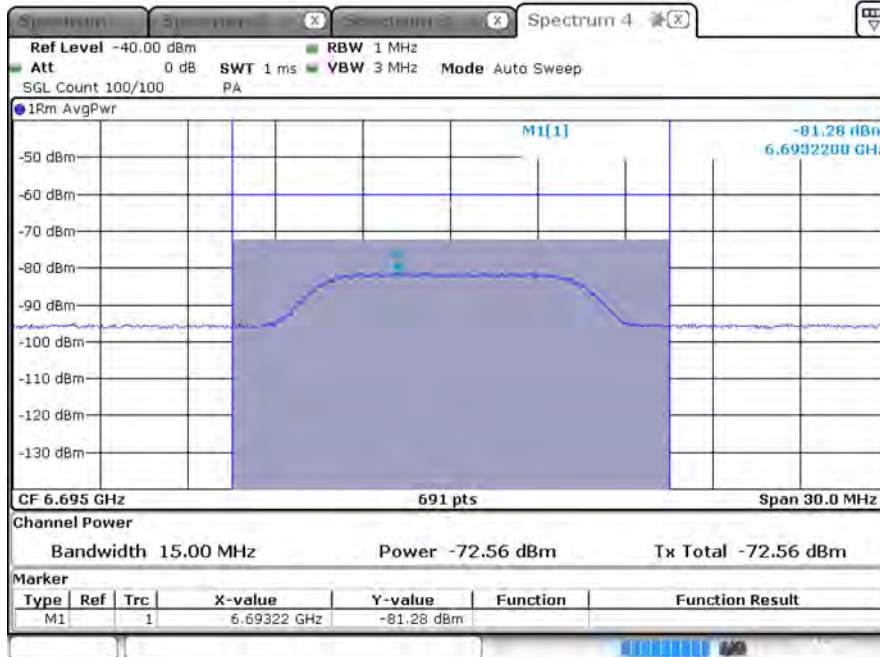 Spectrum 4
Ref Level -40.00 dBm RBW 1 MHz
Att 0 dB SWT 1 ms VBW 3 MHz Mode Auto Sweep
SGL Count 100/100 PA
1Rm AvgPwr
M1[1] -81.28 dBm
6.6932200 GHz
-50 dBm
-60 dBm
-70 dBm
-80 dBm
-90 dBm
-100 dBm
-110 dBm
-120 dBm
-130 dBm
CF 6.695 GHz 691 pts Span 30.0 MHz
Channel Power
Bandwidth 15.00 MHz Power -72.56 dBm Tx Total -72.56 dBm
Marker
Type Ref Trc X-value Y-value Function Function Result
M1 1 6.69322 GHz -81.28 dBm